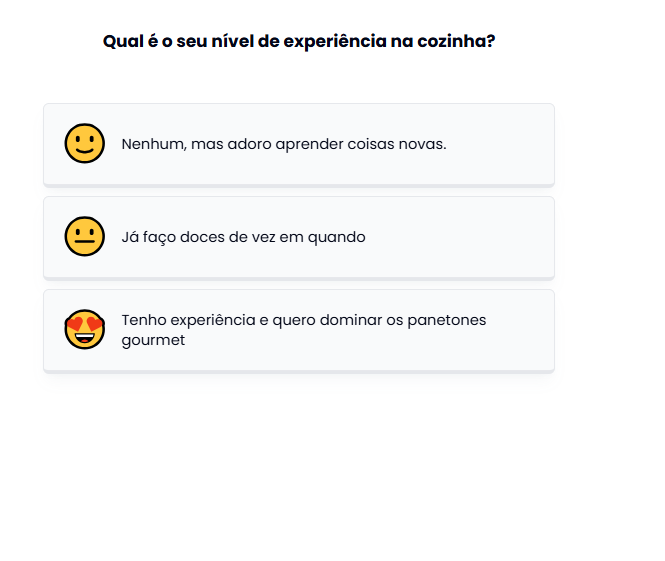 Qual é o seu nível de experiência na cozinha?
Nenhum, mas adoro aprender coisas novas.
Já faço doces de vez em quando
Tenho experiência e quero dominar os panetones
gourmet